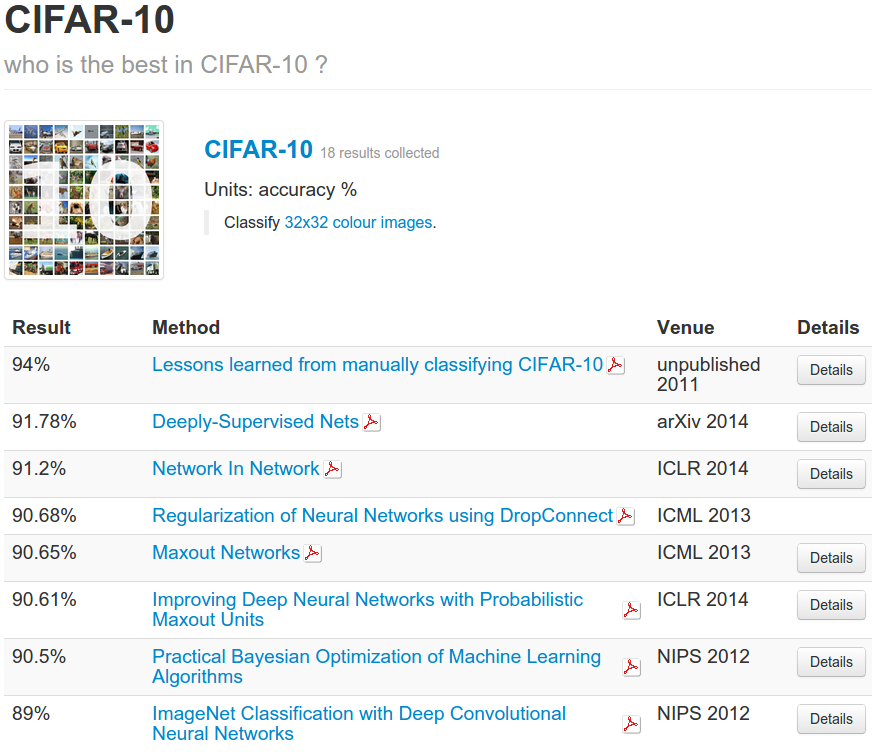 CIFAR-10
who is the best in CIFAR-10 ?
10
CIFAR-10 18 results collected
Units: accuracy %
Classify 32x32 colour images.
Result Method Venue Details
94% Lessons learned from manually classifying CIFAR-10 unpublished 2011 Details
91.78% Deeply-Supervised Nets arXiv 2014 Details
91.2% Network In Network ICLR 2014 Details
90.68% Regularization of Neural Networks using DropConnect ICML 2013
90.65% Maxout Networks ICML 2013 Details
90.61% Improving Deep Neural Networks with Probabilistic
Maxout Units ICLR 2014 Details
90.5% Practical Bayesian Optimization of Machine Learning
Algorithms NIPS 2012 Details
89% ImageNet Classification with Deep Convolutional
Neural Networks NIPS 2012 Details